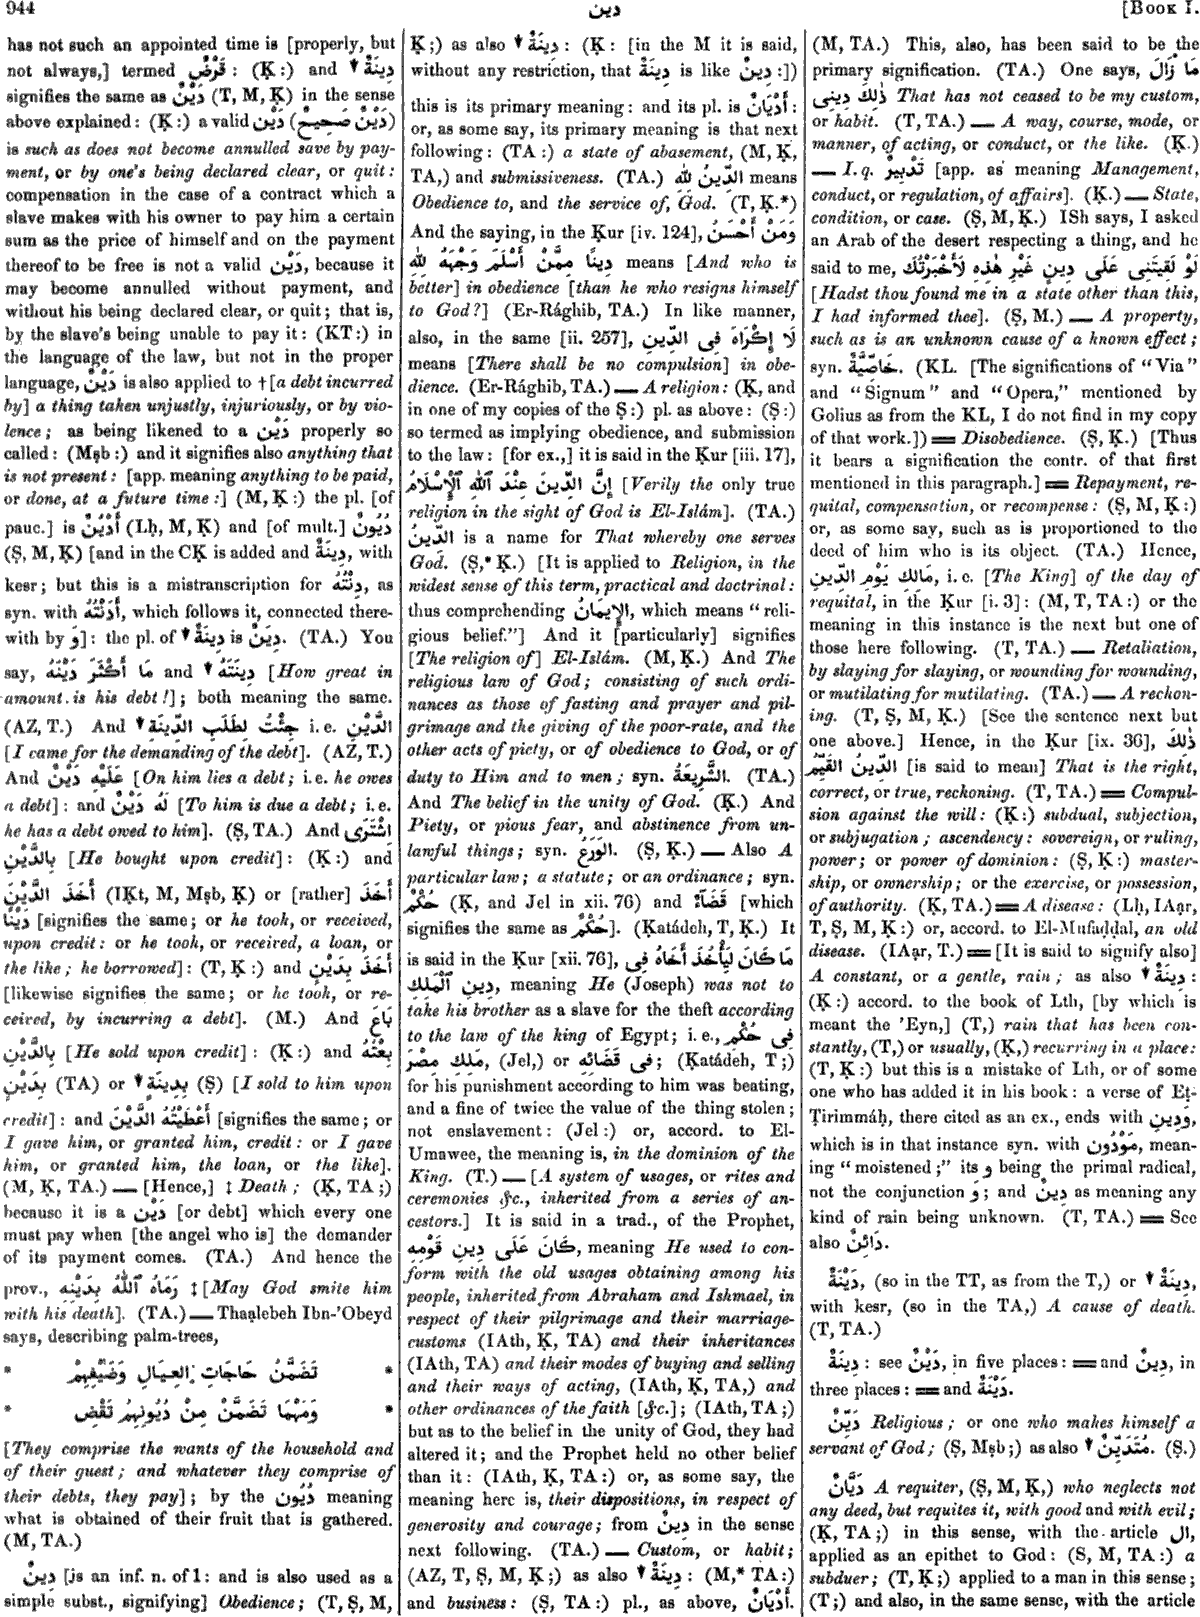 944
دين
[BOOK I.
has not such an appointed time is [properly, but
not always,] termed قَرْضٌ : (Ḳ:) and ▾ دِينَةٌ
signifies the same as دَيْنٌ (T, M, Ḳ) in the sense
above explained: (Ḳ:) a valid دَيْن (دَيْنٌ صَحِيحٌ)
is such as does not become annulled save by pay-
ment, or by one's being declared clear, or quit:
compensation in the case of a contract which a
slave makes with his owner to pay him a certain
sum as the price of himself and on the payment
thereof to be free is not a valid دَيْن, because it
may become annulled without payment, and
without his being declared clear, or quit; that is,
by the slave's being unable to pay it: (KT:) in
the language of the law, but not in the proper
language, دَيْنٌ is also applied to †[a debt incurred
by] a thing taken unjustly, injuriously, or by vio-
lence; as being likened to a دَيْن properly so
called: (Mṣb:) and it signifies also anything that
is not present: [app. meaning anything to be paid,
or done, at a future time:] (M, Ḳ:) the pl. [of
pauc.] is أَدْيُنٌ (Lḥ, M, Ḳ) and [of mult.] دُيُونٌ
(Ṣ, M, Ḳ) [and in the CḲ is added and دِينَةٌ, with
kesr; but this is a mistranscription for دِنْتُهُ, as
syn. with أَدَنْتُهُ, which follows it, connected there-
with by وَ]: the pl. of ▾ دِينَةٌ is دِيَنٌ. (TA.) You
say, مَا أَكْثَرَ دَيْنَهُ and ▾ دِينَتَهُ [How great in
amount is his debt!]; both meaning the same.
(AZ, T.) And ▾ جِئْتُ لِطَلَبِ الدِّينَةِ i. e. الدَّيْنِ
[I came for the demanding of the debt]. (AZ, T.)
And عَلَيْهِ دَيْنٌ [On him lies a debt; i. e. he owes
a debt]: and لَهُ دَيْنٌ [To him is due a debt; i. e.
he has a debt owed to him]. (Ṣ, TA.) And اشْتَرَى
بِالدَّيْنِ [He bought upon credit]: (Ḳ:) and
أَخَذَ الدَّيْنَ (IḲt, M, Mṣb, Ḳ) or [rather] أَخَذَ
دَيْنًا [signifies the same; or he took, or received,
upon credit: or he took, or received, a loan, or
the like; he borrowed]: (T, Ḳ:) and أَخَذَ بِدَيْنٍ
[likewise signifies the same; or he took, or re-
ceived, by incurring a debt]. (M.) And بَاعَ
بِالدَّيْنِ [He sold upon credit]: (Ḳ:) and بِعْتُهُ
بِدَيْنٍ (TA) or ▾ بِدِينَةٍ (Ṣ) [I sold to him upon
credit]: and أَعْطَيْتُهُ الدَّيْنَ [signifies the same; or
I gave him, or granted him, credit: or I gave
him, or granted him, the loan, or the like].
(M, Ḳ, TA.) — [Hence,] ‡ Death; (Ḳ, TA;)
because it is a دَيْن [or debt] which every one
must pay when [the angel who is] the demander
of its payment comes. (TA.) And hence the
prov., رَمَاهُ ٱللّٰهُ بِدَيْنِهِ ‡ [May God smite him
with his death]. (TA.) — Thaạlebeh Ibn-'Obeyd
says, describing palm-trees,
* تَضَمَّنُ حَاجَاتِ العِيَالِ وَضَيْفِهِمْ *
* وَمَهْمَا تَضَمَّنْ مِنْ دُيُونِهِمُ تَقْضِ *
[They comprise the wants of the household and
of their guest; and whatever they comprise of
their debts, they pay]; by the دُيُون meaning
what is obtained of their fruit that is gathered.
(M, TA.)
دِينٌ [is an inf. n. of 1: and is also used as a
simple subst., signifying] Obedience; (T, Ṣ, M,
Ḳ;) as also ▾ دِينَةٌ: (Ḳ: [in the M it is said,
without any restriction, that دِينَةٌ is like دِينٌ:])
this is its primary meaning: and its pl. is أَدْيَانٌ:
or, as some say, its primary meaning is that next
following: (TA:) a state of abasement, (M, Ḳ,
TA,) and submissiveness. (TA.) الدِّينُ لِلّٰهِ means
Obedience to, and the service of, God. (T, Ḳ.*)
And the saying, in the Ḳur [iv. 124], وَمَنْ أَحْسَنُ
دِينًا مِمَّنْ أَسْلَمَ وَجْهَهُ لِلّٰهِ means [And who is
better] in obedience [than he who resigns himself
to God?] (Er-Rághib, TA.) In like manner,
also, in the same [ii. 257], لَا إِكْرَاهَ فِى الدِّينِ
means [There shall be no compulsion] in obe-
dience. (Er-Rághib, TA.) — A religion: (Ḳ, and
in one of my copies of the Ṣ:) pl. as above: (Ṣ:)
so termed as implying obedience, and submission
to the law: [for ex.,] it is said in the Ḳur [iii. 17],
إِنَّ الدِّينَ عِنْدَ ٱللّٰهِ ٱلْإِسْلَامُ [Verily the only true
religion in the sight of God is El-Islám]. (TA.)
الدِّينُ is a name for That whereby one serves
God. (Ṣ,* Ḳ.) [It is applied to Religion, in the
widest sense of this term, practical and doctrinal:
thus comprehending الإِيمَانُ, which means "reli-
gious belief."] And it [particularly] signifies
[The religion of] El-Islám. (M, Ḳ.) And The
religious law of God; consisting of such ordi-
nances as those of fasting and prayer and pil-
grimage and the giving of the poor-rate, and the
other acts of piety, or of obedience to God, or of
duty to Him and to men; syn. الشَّرِيعَةُ. (TA.)
And The belief in the unity of God. (Ḳ.) And
Piety, or pious fear, and abstinence from un-
lawful things; syn. الوَرَعُ. (Ṣ, Ḳ.) — Also A
particular law; a statute; or an ordinance; syn.
حُكْمٌ (Ḳ, and Jel in xii. 76) and قَضَآءٌ [which
signifies the same as حُكْمٌ]. (Ḳatádeh, T, Ḳ.) It
is said in the Ḳur [xii. 76], مَا كَانَ لِيَأْخُذَ أَخَاهُ فِى
دِينِ ٱلْمَلِكِ, meaning He (Joseph) was not to
take his brother as a slave for the theft according
to the law of the king of Egypt; i. e., فِى حُكْمِ
مَلِكِ مِصْرَ, (Jel,) or فِى قَضَائِهِ; (Ḳatádeh, T;)
for his punishment according to him was beating,
and a fine of twice the value of the thing stolen;
not enslavement: (Jel:) or, accord. to El-
Umawee, the meaning is, in the dominion of the
King. (T.) — [A system of usages, or rites and
ceremonies &c., inherited from a series of an-
cestors.] It is said in a trad., of the Prophet,
كَانَ عَلَى دِينِ قَوْمِهِ, meaning He used to con-
form with the old usages obtaining among his
people, inherited from Abraham and Ishmael, in
respect of their pilgrimage and their marriage-
customs (IAth, Ḳ, TA) and their inheritances
(IAth, TA) and their modes of buying and selling
and their ways of acting, (IAth, Ḳ, TA,) and
other ordinances of the faith [&c.]; (IAth, TA;)
but as to the belief in the unity of God, they had
altered it; and the Prophet held no other belief
than it: (IAth, Ḳ, TA:) or, as some say, the
meaning here is, their dispositions, in respect of
generosity and courage; from دِينٌ in the sense
next following. (TA.) — Custom, or habit;
(AZ, T, Ṣ, M, Ḳ;) as also ▾ دِينَةٌ: (M,* TA:)
and business: (Ṣ, TA:) pl., as above, أَدْيَانٌ.
(M, TA.) This, also, has been said to be the
primary signification. (TA.) One says, مَا زَالَ
ذٰلِكَ دِينِى That has not ceased to be my custom,
or habit. (T, TA.) — A way, course, mode, or
manner, of acting, or conduct, or the like. (Ḳ.)
— I. q. تَدْبِيرٌ [app. as meaning Management,
conduct, or regulation, of affairs]. (Ḳ.) — State,
condition, or case. (Ṣ, M, Ḳ.) ISh says, I asked
an Arab of the desert respecting a thing, and he
said to me, لَوْ لَقِيتَنِى عَلَى دِينٍ غَيْرِ هٰذِهِ لَأَخْبَرْتُكَ
[Hadst thou found me in a state other than this,
I had informed thee]. (Ṣ, M.) — A property,
such as is an unknown cause of a known effect;
syn. خَاصِّيَّةٌ. (KL. [The significations of "Via"
and "Signum" and "Opera," mentioned by
Golius as from the KL, I do not find in my copy
of that work.]) ═ Disobedience. (Ṣ, Ḳ.) [Thus
it bears a signification the contr. of that first
mentioned in this paragraph.] ═ Repayment, re-
quital, compensation, or recompense: (Ṣ, M, Ḳ:)
or, as some say, such as is proportioned to the
deed of him who is its object. (TA.) Hence,
مَالِكِ يَوْمِ الدِّينِ, i. e. [The King] of the day of
requital, in the Ḳur [i. 3]: (M, T, TA:) or the
meaning in this instance is the next but one of
those here following. (T, TA.) — Retaliation,
by slaying for slaying, or wounding for wounding,
or mutilating for mutilating. (TA.) — A reckon-
ing. (T, Ṣ, M, Ḳ.) [See the sentence next but
one above.] Hence, in the Ḳur [ix. 36], ذٰلِكَ
الدِّينُ القَيِّمُ [is said to mean] That is the right,
correct, or true, reckoning. (T, TA.) ═ Compul-
sion against the will: (Ḳ:) subdual, subjection,
or subjugation; ascendency: sovereign, or ruling,
power; or power of dominion: (Ṣ, Ḳ:) master-
ship, or ownership; or the exercise, or possession,
of authority. (Ḳ, TA.) ═ A disease: (Lḥ, IAạr,
T, Ṣ, M, Ḳ:) or, accord. to El-Mufaḍḍal, an old
disease. (IAạr, T.) ═ [It is said to signify also]
A constant, or a gentle, rain; as also ▾ دِينَةٌ:
(Ḳ:) accord. to the book of Lth, [by which is
meant the 'Eyn,] (T,) rain that has been con-
stantly, (T,) or usually, (Ḳ,) recurring in a place:
(T, Ḳ:) but this is a mistake of Lth, or of some
one who has added it in his book: a verse of Eṭ-
Ṭirimmáḥ, there cited as an ex., ends with وَدِينِ,
which is in that instance syn. with مَوْدُون, mean-
ing "moistened;" its و being the primal radical,
not the conjunction وَ; and دِينٌ as meaning any
kind of rain being unknown. (T, TA.) ═ See
also دَائِنٌ.
دَيْنَةٌ, (so in the TT, as from the T,) or ▾ دِينَةٌ,
with kesr, (so in the TA,) A cause of death.
(T, TA.)
دِينَةٌ: see دَيْنٌ, in five places: ═ and دِينٌ, in
three places: ═ and دَيْنَةٌ.
دَيِّنٌ Religious; or one who makes himself a
servant of God; (Ṣ, Mṣb;) as also ▾ مُتَدَيِّنٌ. (Ṣ.)
دَيَّانٌ A requiter, (Ṣ, M, Ḳ,) who neglects not
any deed, but requites it, with good and with evil;
(Ḳ, TA;) in this sense, with the article ال,
applied as an epithet to God: (S, M, TA:) a
subduer; (T, Ḳ;) applied to a man in this sense;
(T;) and also, in the same sense, with the article